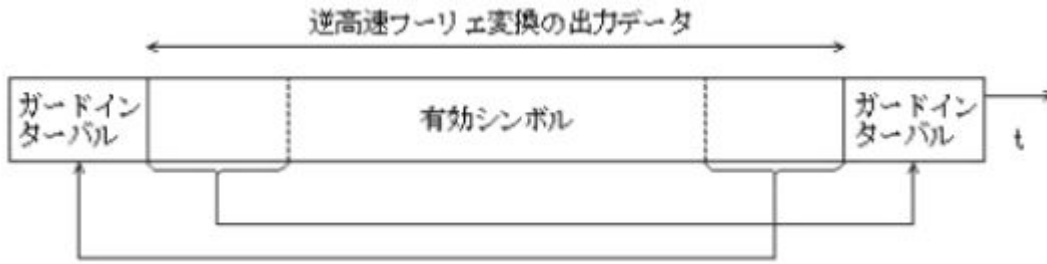 逆高速フーリェ変換の出力データ
ガードイン
ターバル
有効シンボル
ガードイン
ターバル
t